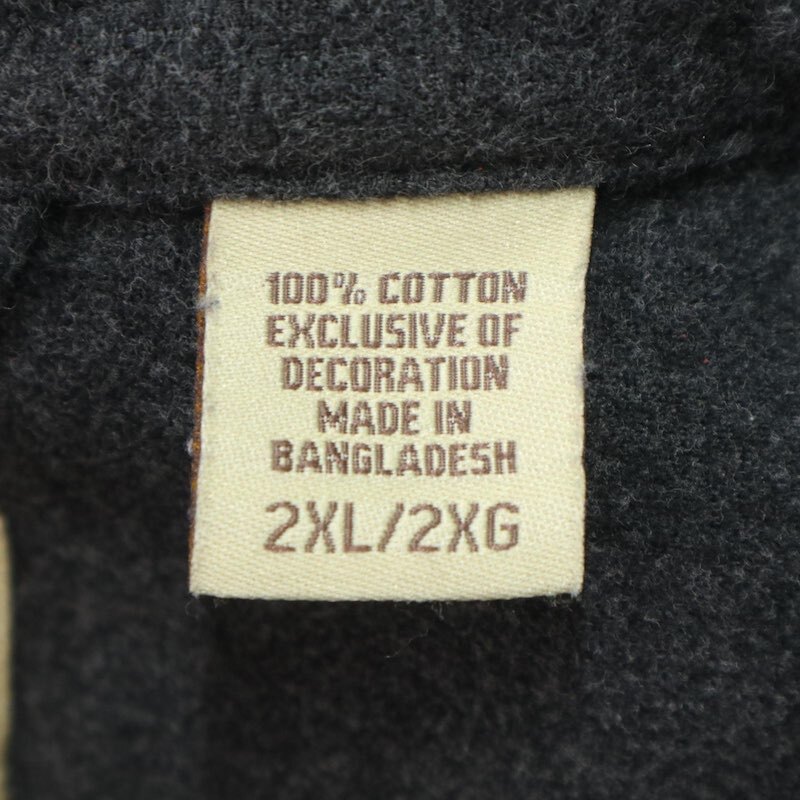 100% COTTON
EXCLUSIVE OF
DECORATION
MADE IN
BANGLADESH
2XL/2XG